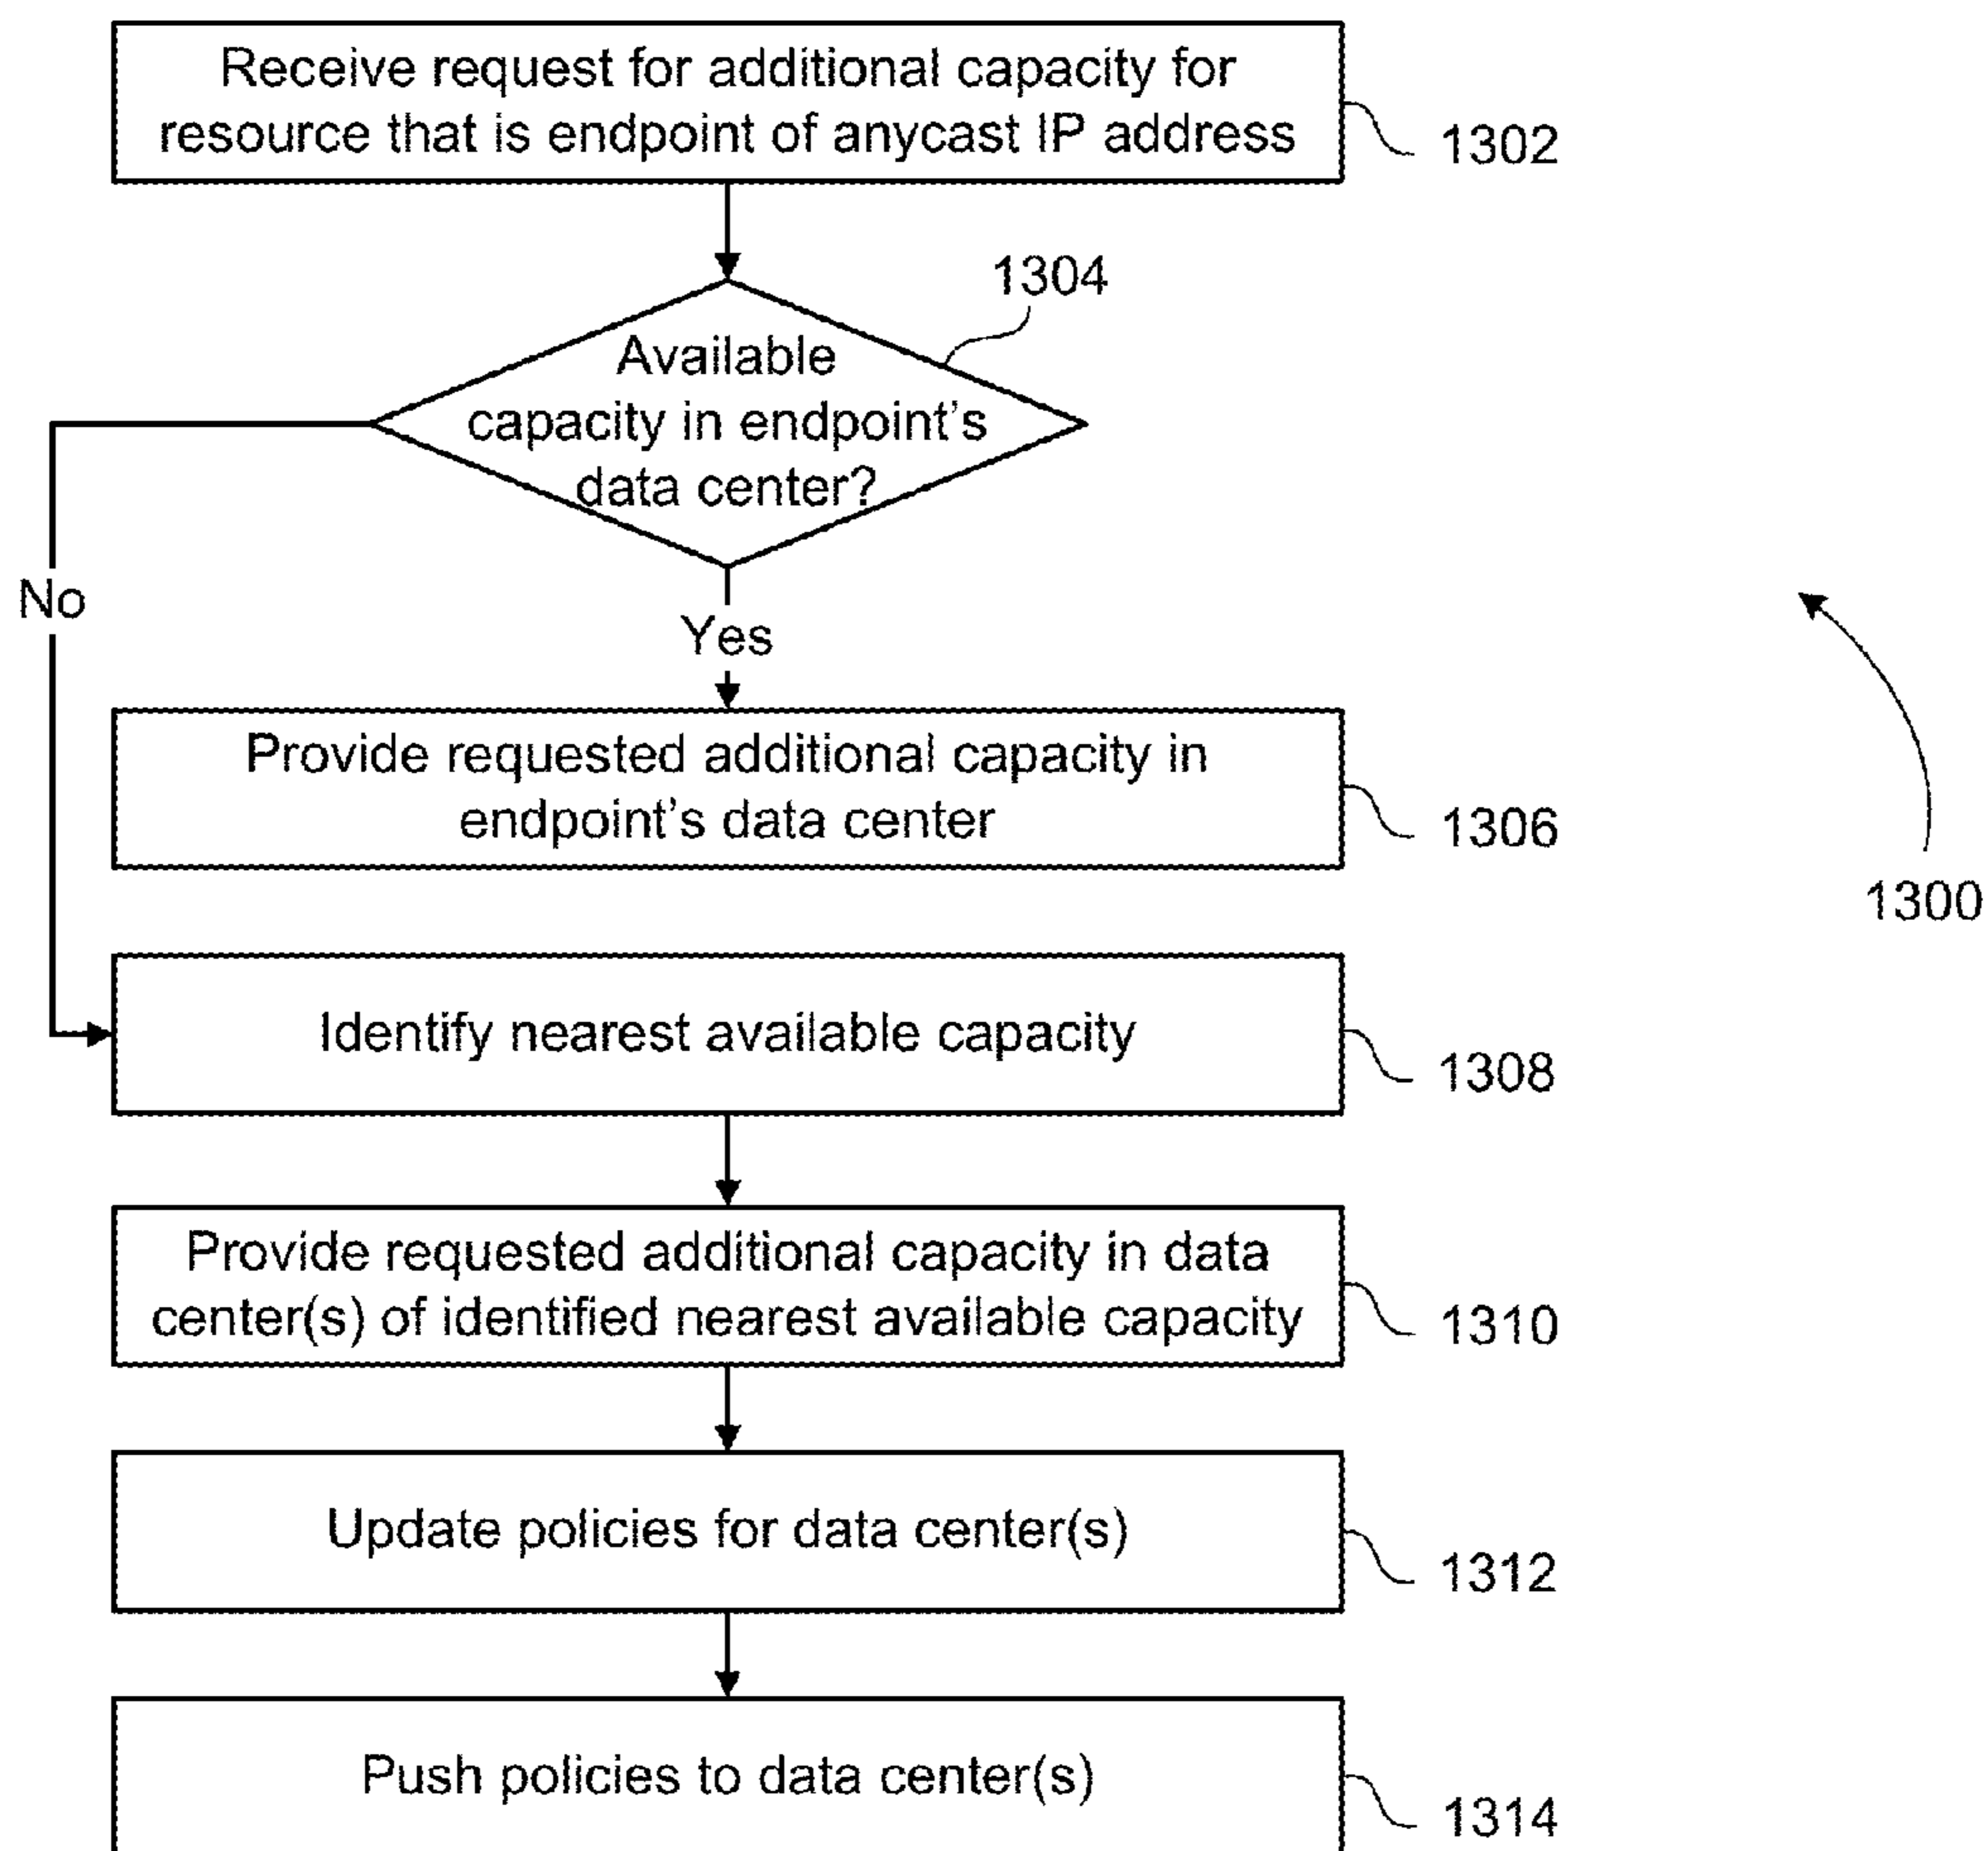 Receive request for additional capacity for
resource that is endpoint of anycast IP address
1302
1304
Available
capacity in endpoint's
data center?
No
Yes
Provide requested additional capacity in
endpoint's data center
1306
1300
Identify nearest available capacity
1308
Provide requested additional capacity in data
center(s) of identified nearest available capacity
1310
Update policies for data center(s)
1312
Push policies to data center(s)
1314